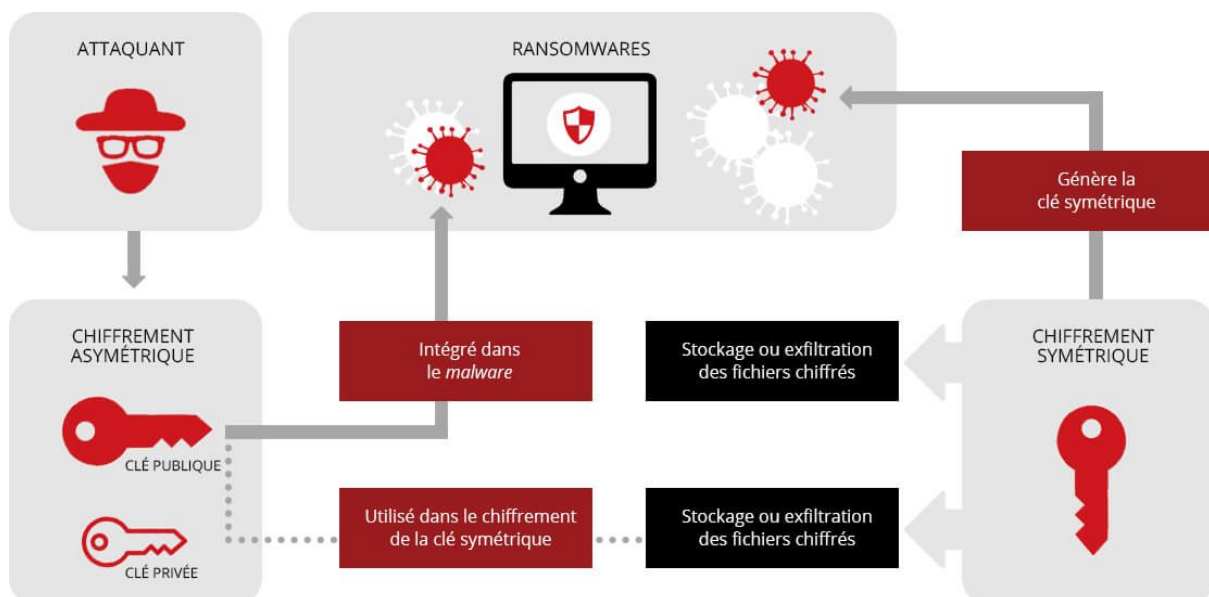 ATTAQUANT
RANSOMWARES
Génère la
clé symétrique
CHIFFREMENT
ASYMÉTRIQUE
CLÉ PUBLIQUE
CLÉ PRIVÉE
Intégré dans
le malware
Utilisé dans le chiffrement
de la clé symétrique
Stockage ou exfiltration
des fichiers chiffrés
Stockage ou exfiltration
des fichiers chiffrés
CHIFFREMENT
SYMÉTRIQUE